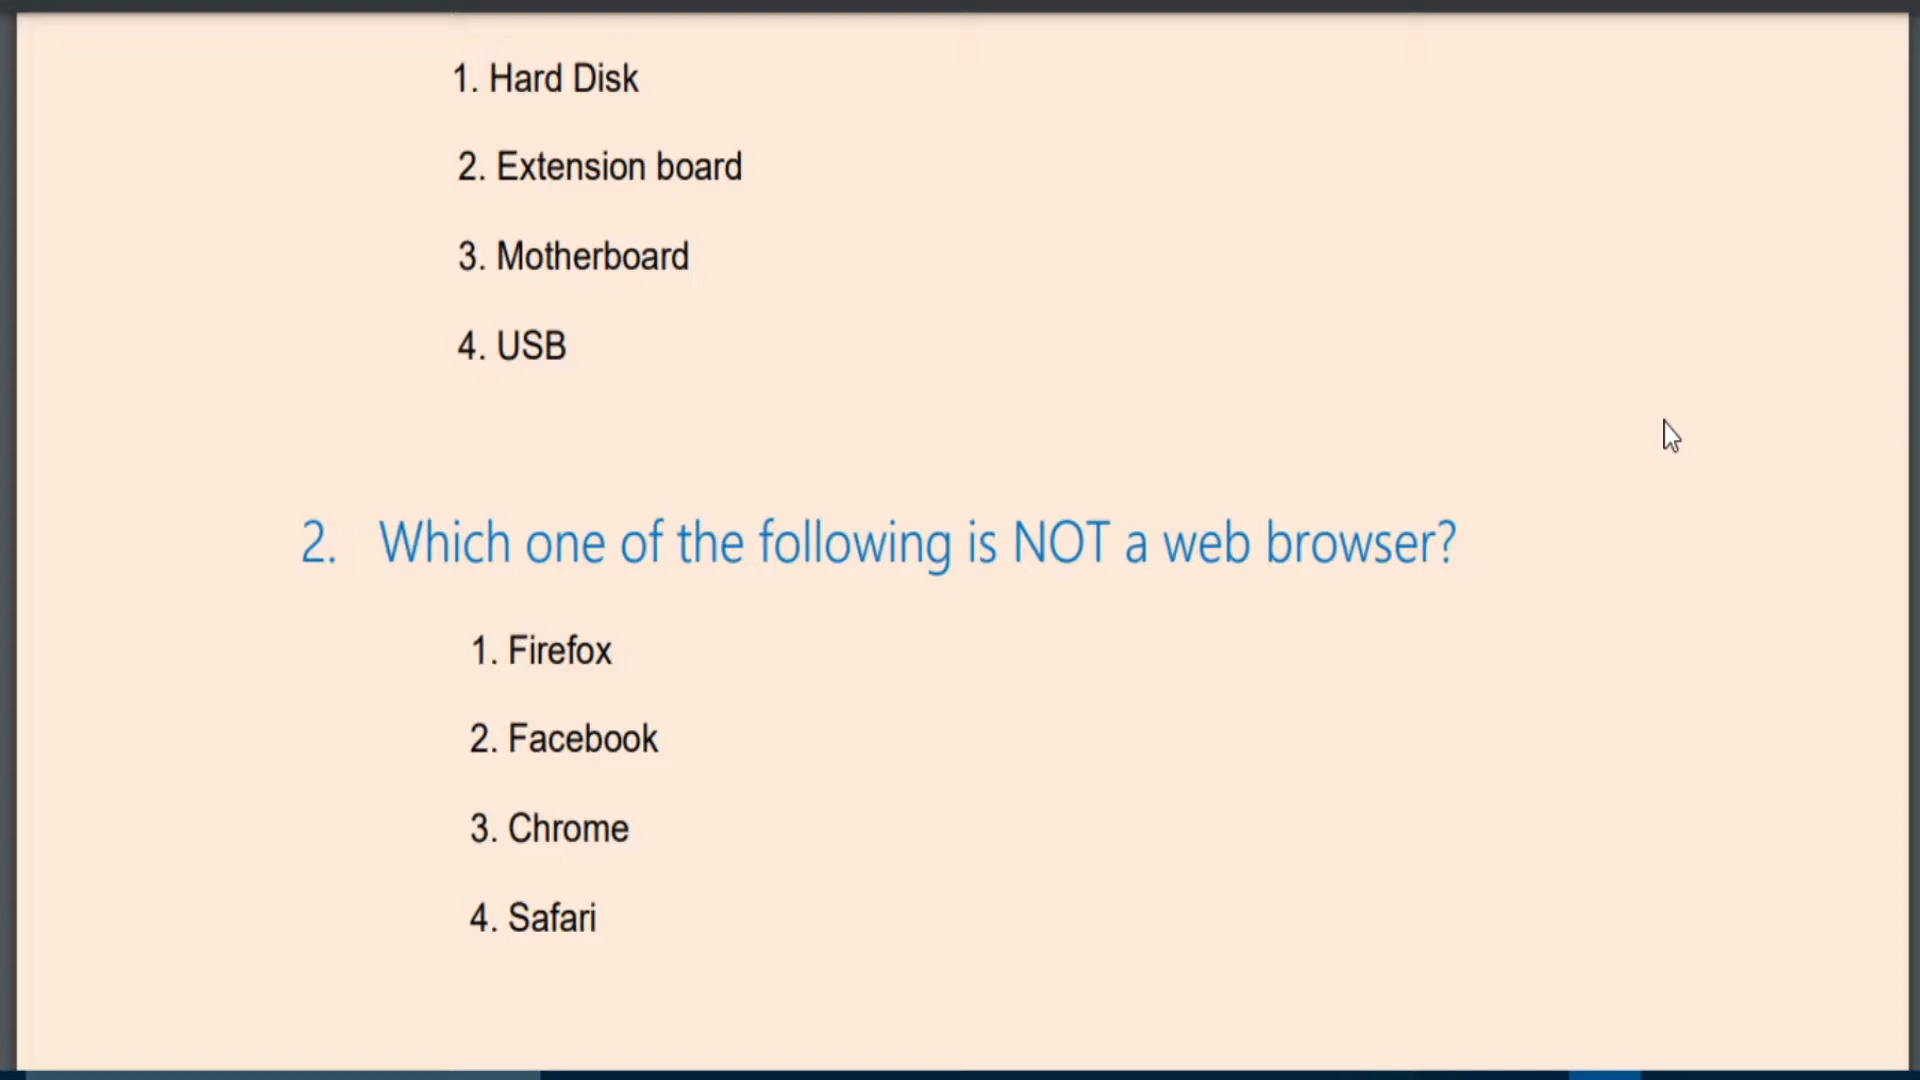 1. Hard Disk
2. Extension board
3. Motherboard
4. USB
2. Which one of the following is NOT a web browser?
1. Firefox
2. Facebook
3. Chrome
4. Safari